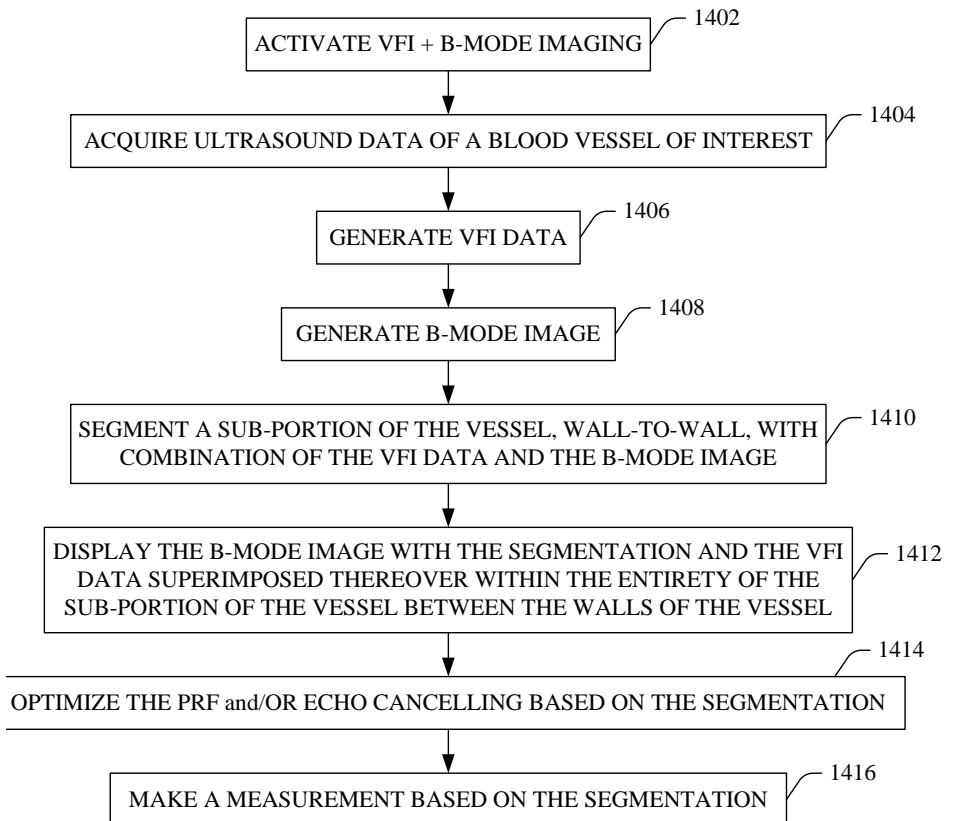 1402
ACTIVATE VFI + B-MODE IMAGING
1404
ACQUIRE ULTRASOUND DATA OF A BLOOD VESSEL OF INTEREST
1406
GENERATE VFI DATA
1408
GENERATE B-MODE IMAGE
1410
SEGMENT A SUB-PORTION OF THE VESSEL, WALL-TO-WALL, WITH
COMBINATION OF THE VFI DATA AND THE B-MODE IMAGE
1412
DISPLAY THE B-MODE IMAGE WITH THE SEGMENTATION AND THE VFI
DATA SUPERIMPOSED THEREOVER WITHIN THE ENTIRETY OF THE
SUB-PORTION OF THE VESSEL BETWEEN THE WALLS OF THE VESSEL
1414
OPTIMIZE THE PRF and/OR ECHO CANCELLING BASED ON THE SEGMENTATION
1416
MAKE A MEASUREMENT BASED ON THE SEGMENTATION